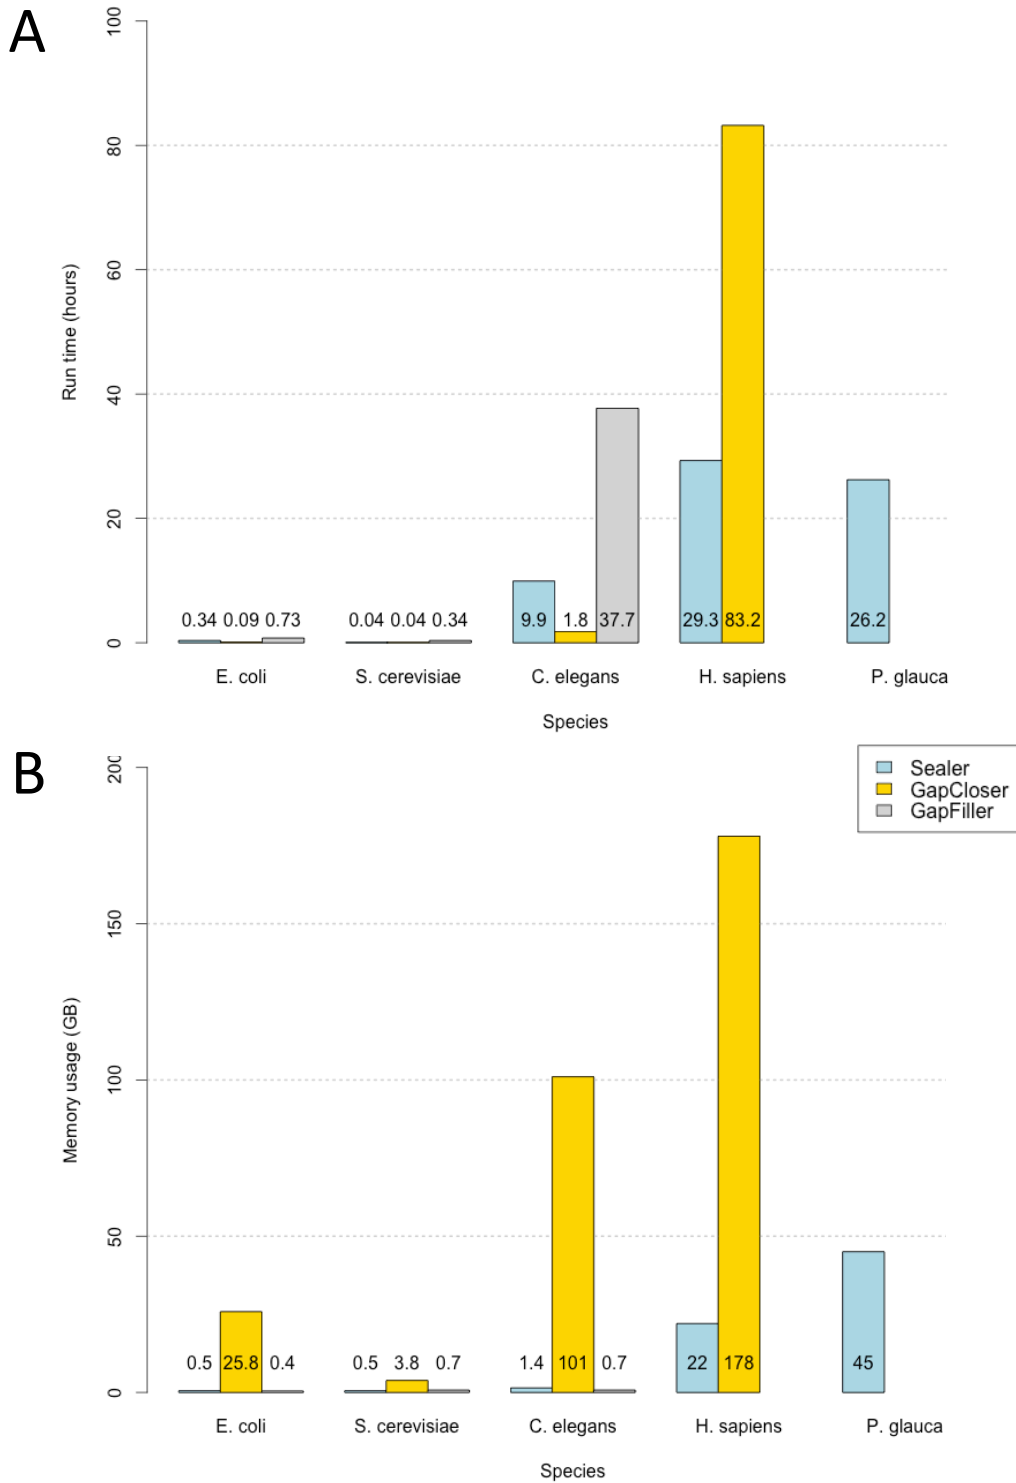 A
100
80
60
40
20
0
Run time (hours)
0.34 0.09 0.73 0.04 0.04 0.34 9.9 1.8 37.7 29.3 83.2 26.2
E. coli S. cerevisiae C. elegans H. sapiens P. glauca
Species
B
Sealer
GapCloser
GapFiller
200
150
100
50
0
Memory usage (GB)
0.5 25.8 0.4 0.5 3.8 0.7 1.4 101 0.7 22 178 45
E. coli S. cerevisiae C. elegans H. sapiens P. glauca
Species